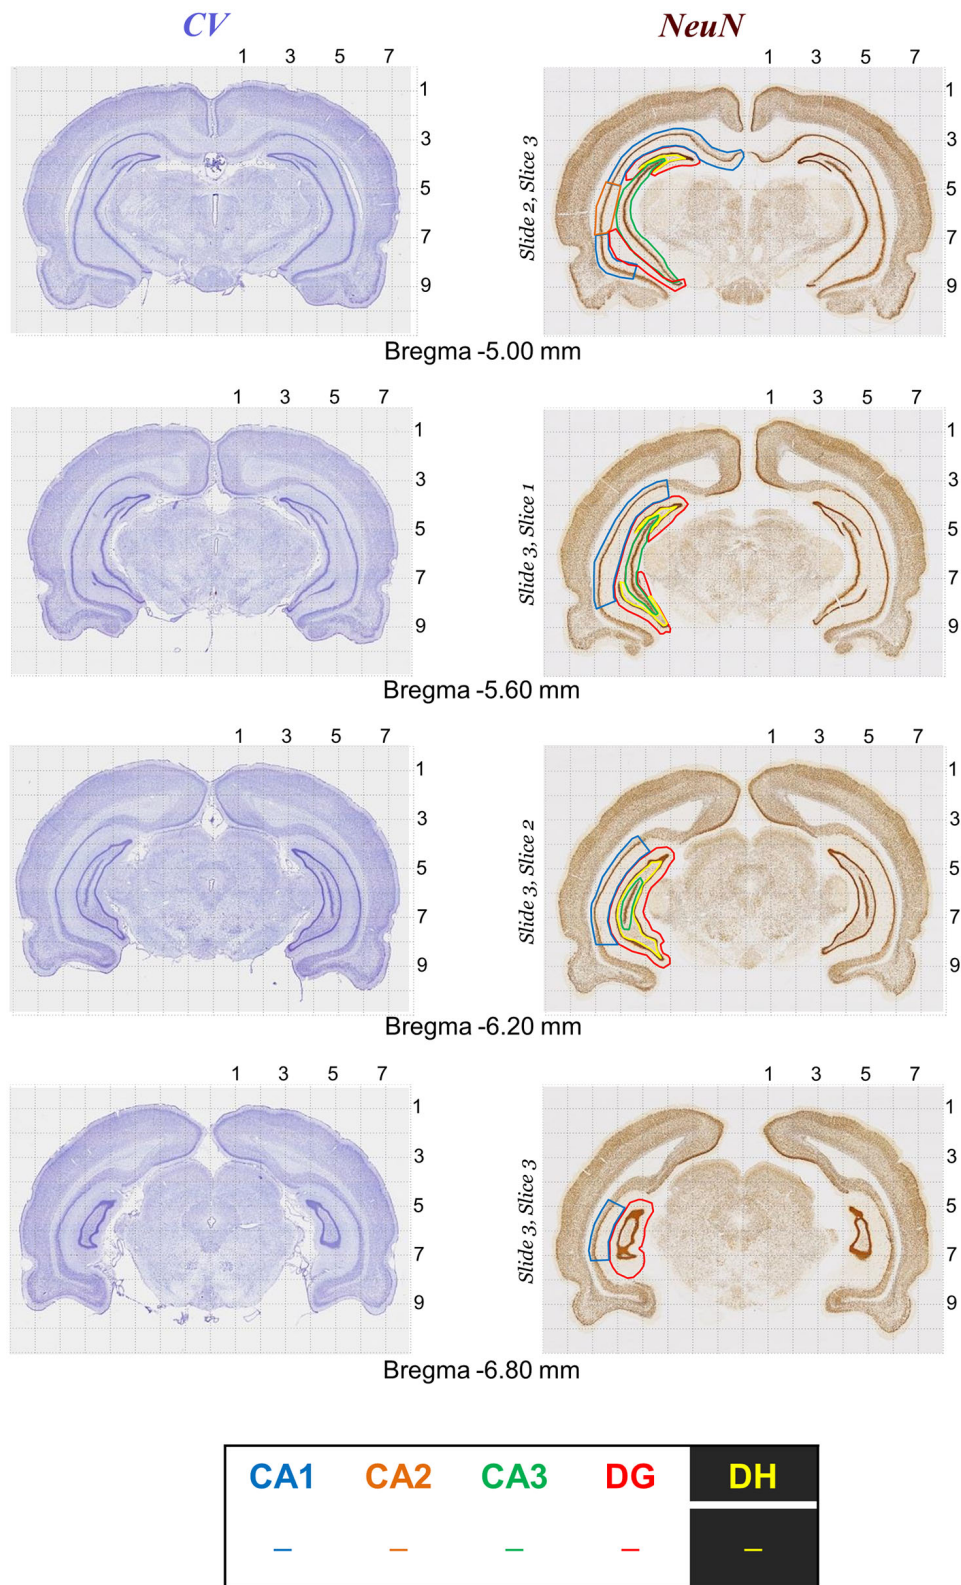 CV NeuN
1 3 5 7 1 3 5 7
1 1
3 3
5 5
7 7
9 9
Slide 2, Slice 3
Bregma -5.00 mm
1 3 5 7 1 3 5 7
1 1
3 3
5 5
7 7
9 9
Slide 3, Slice 1
Bregma -5.60 mm
1 3 5 7 1 3 5 7
1 1
3 3
5 5
7 7
9 9
Slide 3, Slice 2
Bregma -6.20 mm
1 3 5 7 1 3 5 7
1 1
3 3
5 5
7 7
9 9
Slide 3, Slice 3
Bregma -6.80 mm
CA1 CA2 CA3 DG DH